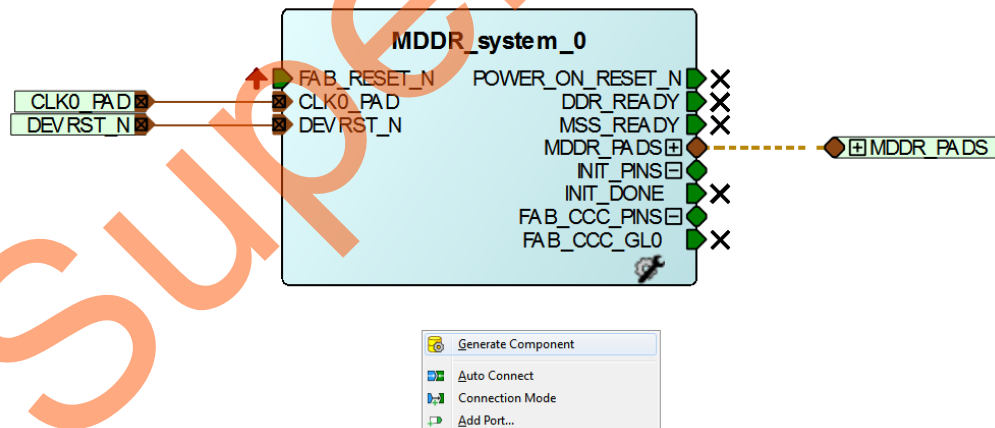 MDDR_system_0
FAB_RESET_N POWER_ON_RESET_N
CLK0_PAD CLK0_PAD DDR_READY
DEVRST_N DEVRST_N MSS_READY
MDDR_PADS MDDR_PADS
INIT_PINS
INIT_DONE
FAB_CCC_PINS
FAB_CCC_GL0
Generate Component
Auto Connect
Connection Mode
Add Port...
Supe